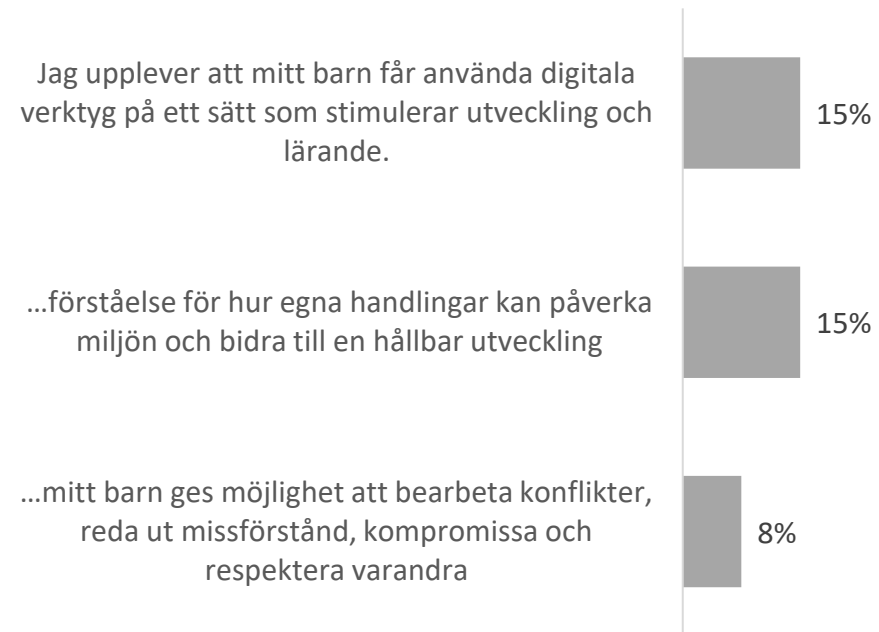 Jag upplever att mitt barn får använda digitala
verktyg på ett sätt som stimulerar utveckling och
lärande.
15%
...förståelse för hur egna handlingar kan påverka
miljön och bidra till en hållbar utveckling
15%
...mitt barn ges möjlighet att bearbeta konflikter,
reda ut missförstånd, kompromissa och
respektera varandra
8%